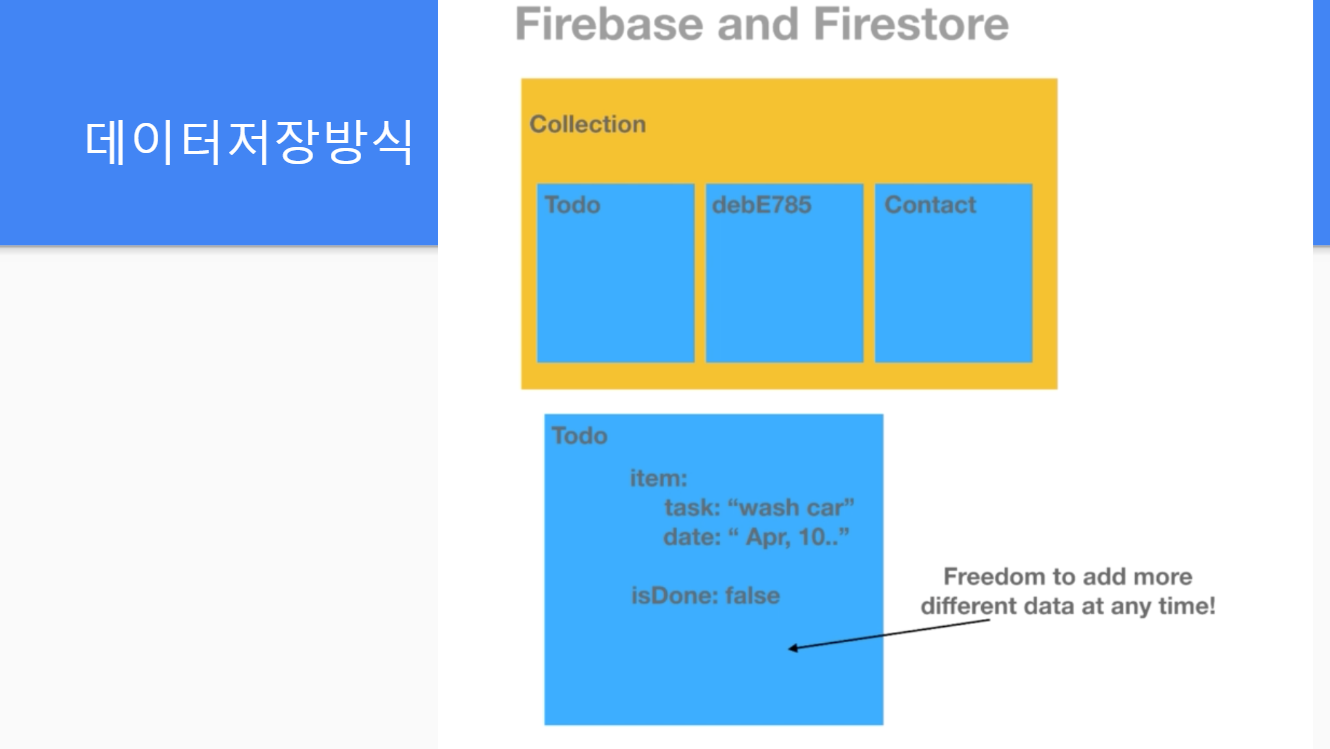 데이터저장방식
Firebase and Firestore
Collection
Todo
debE785
Contact
Todo
item:
task: “wash car”
date: “ Apr, 10..”
isDone: false
Freedom to add more
different data at any time!